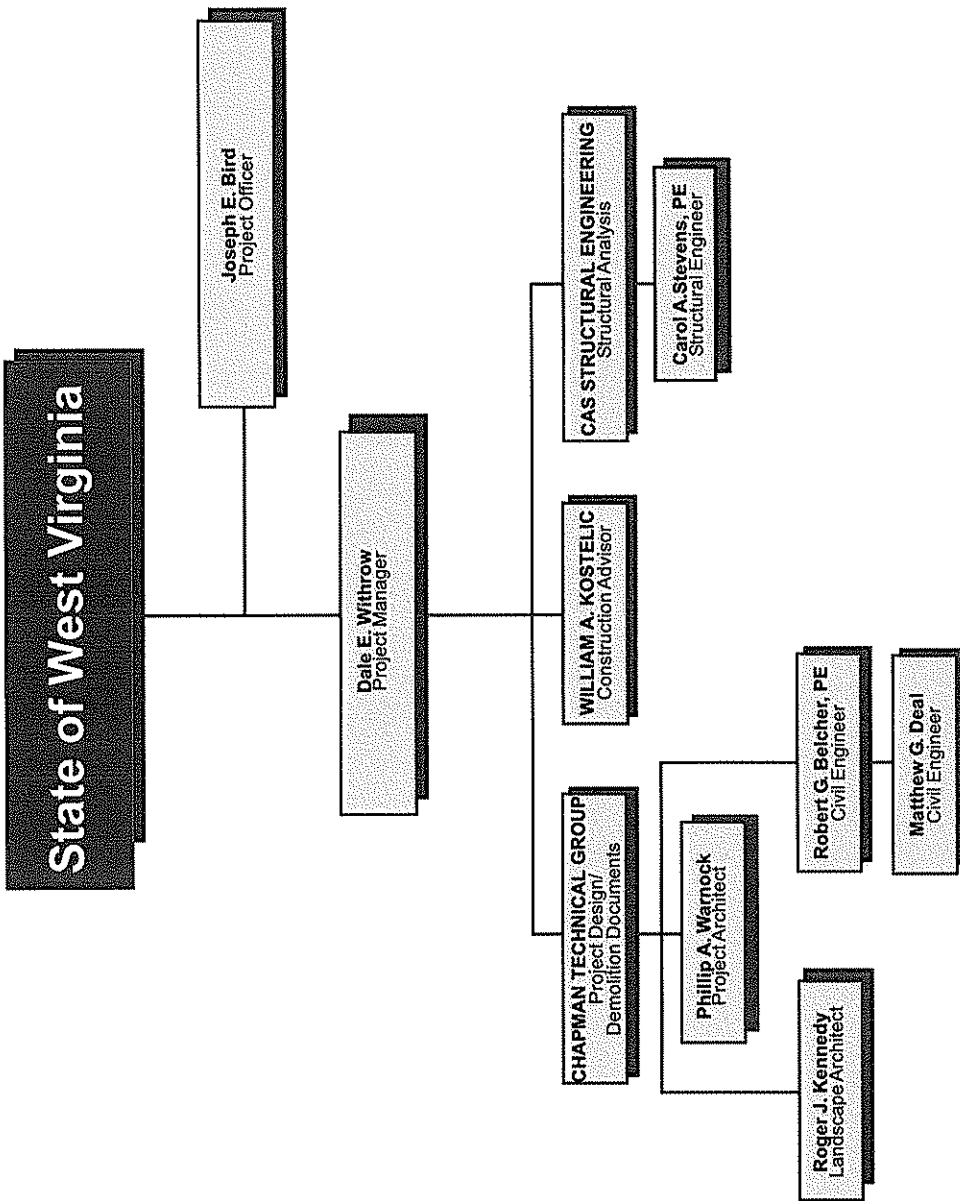 State of West Virginia
Joseph E. Bird
Project Officer
Dale E. Withrow
Project Manager
CHAPMAN TECHNICAL GROUP
Project Design/
Demolition Documents
WILLIAM A. KOSTELIC
Construction Advisor
CAS STRUCTURAL ENGINEERING
Structural Analysis
Phillip A. Warnock
Project Architect
Carol A.Stevens, PE
Structural Engineer
Roger J. Kennedy
Landscape Architect
Robert G. Belcher, PE
Civil Engineer
Matthew G. Deal
Civil Engineer